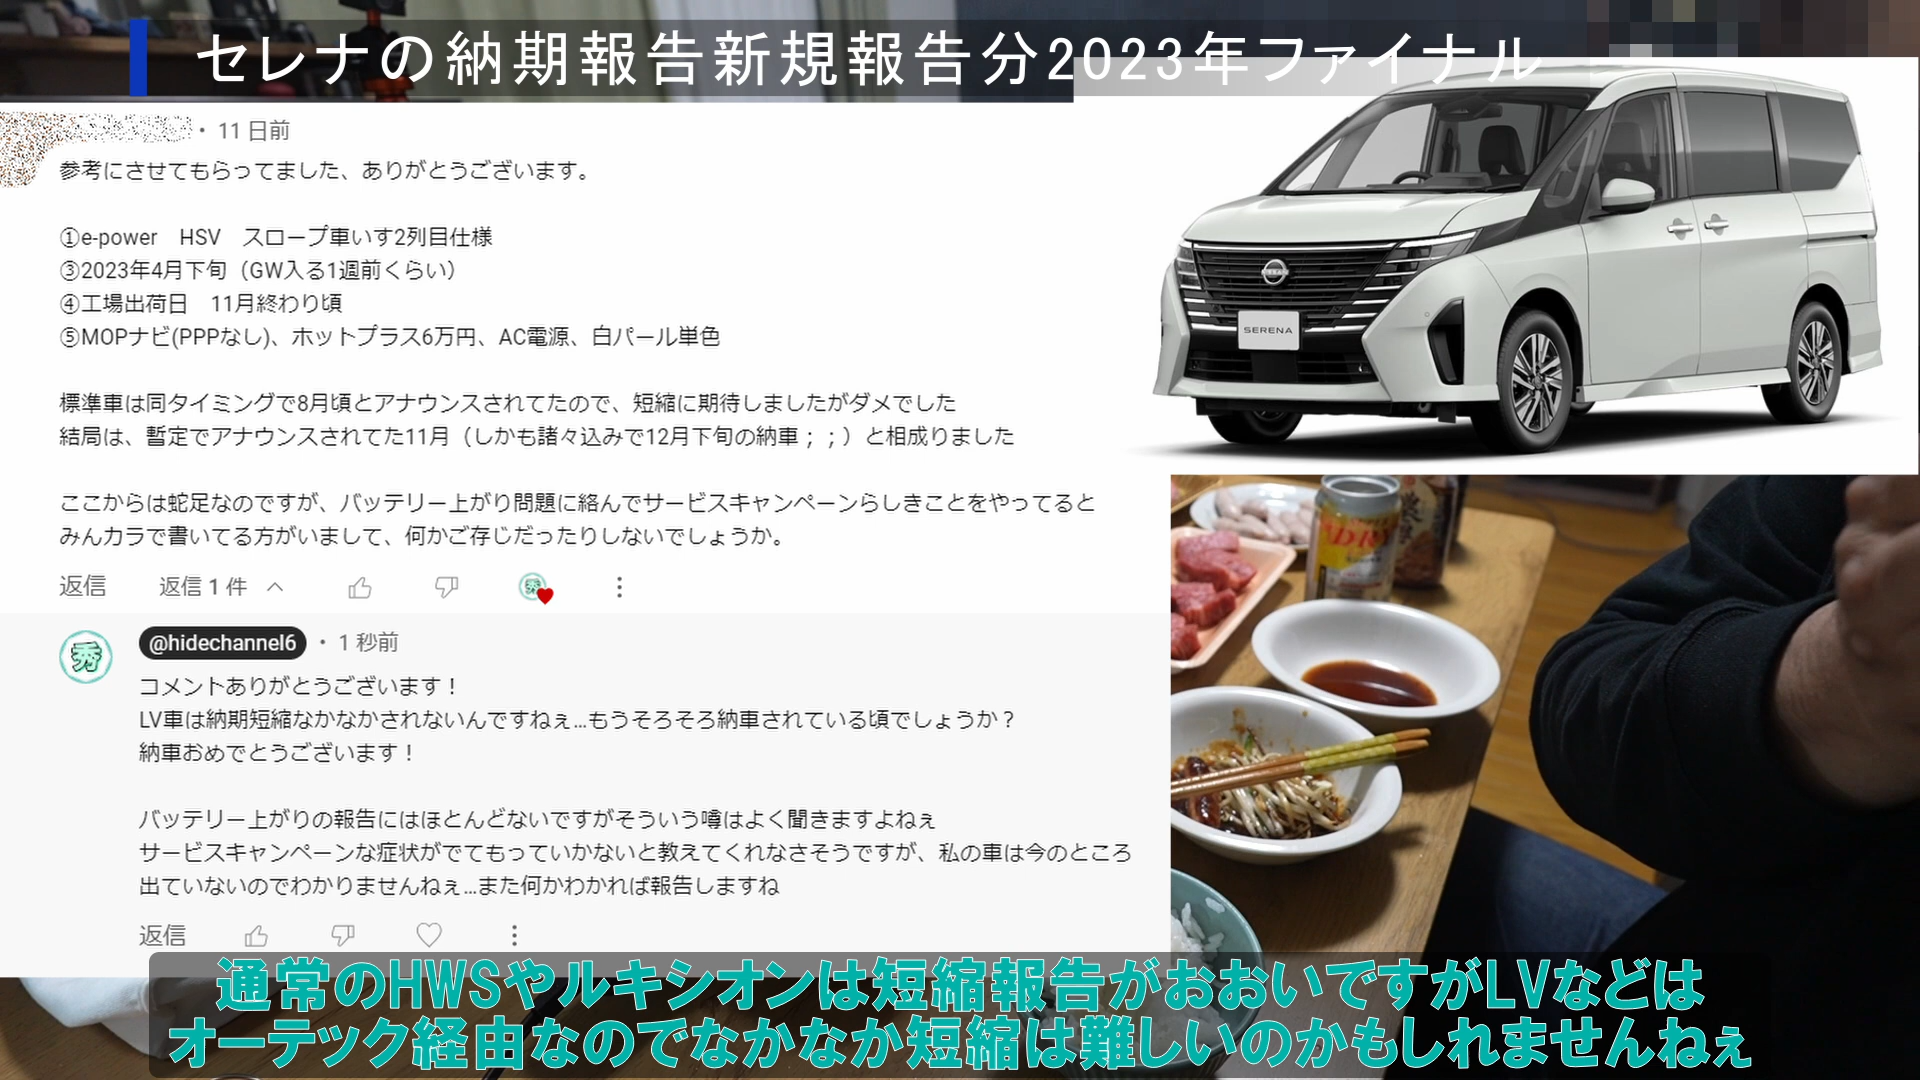 セレナの納期報告新規報告分2023年ファイナル
・ 11 日前
参考にさせてもらってました、ありがとうございます。
①e-power　HSV　スロープ車いす2列目仕様
③2023年4月下旬（GW入る1週前くらい）
④工場出荷日　11月終わり頃
⑤MOPナビ(PPPなし)、ホットプラス6万円、AC電源、白パール単色
標準車は同タイミングで8月頃とアナウンスされてたので、短縮に期待しましたがダメでした
結局は、暫定でアナウンスされてた11月（しかも諸々込みで12月下旬の納車；；）と相成りました
ここからは蛇足なのですが、バッテリー上がり問題に絡んでサービスキャンペーンらしきことをやってると
みんカラで書いてる方がいまして、何かご存じだったりしないでしょうか。
返信　返信 1 件
秀
秀 @hidechannel6 ・ 1 秒前
コメントありがとうございます！
LV車は納期短縮なかなかされないんですねぇ...もうそろそろ納車されている頃でしょうか？
納車おめでとうございます！
バッテリー上がりの報告にはほとんどないですがそういう噂はよく聞きますよねぇ
サービスキャンペーンな症状がでてもっていかないと教えてくれなさそうですが、私の車は今のところ
出ていないのでわかりませんねぇ...また何かわかれば報告しますね
返信
NISSAN
SERENA
DRY
通常のHWSやルキシオンは短縮報告がおおいですがLVなどは
オーテック経由なのでなかなか短縮は難しいのかもしれませんねぇ